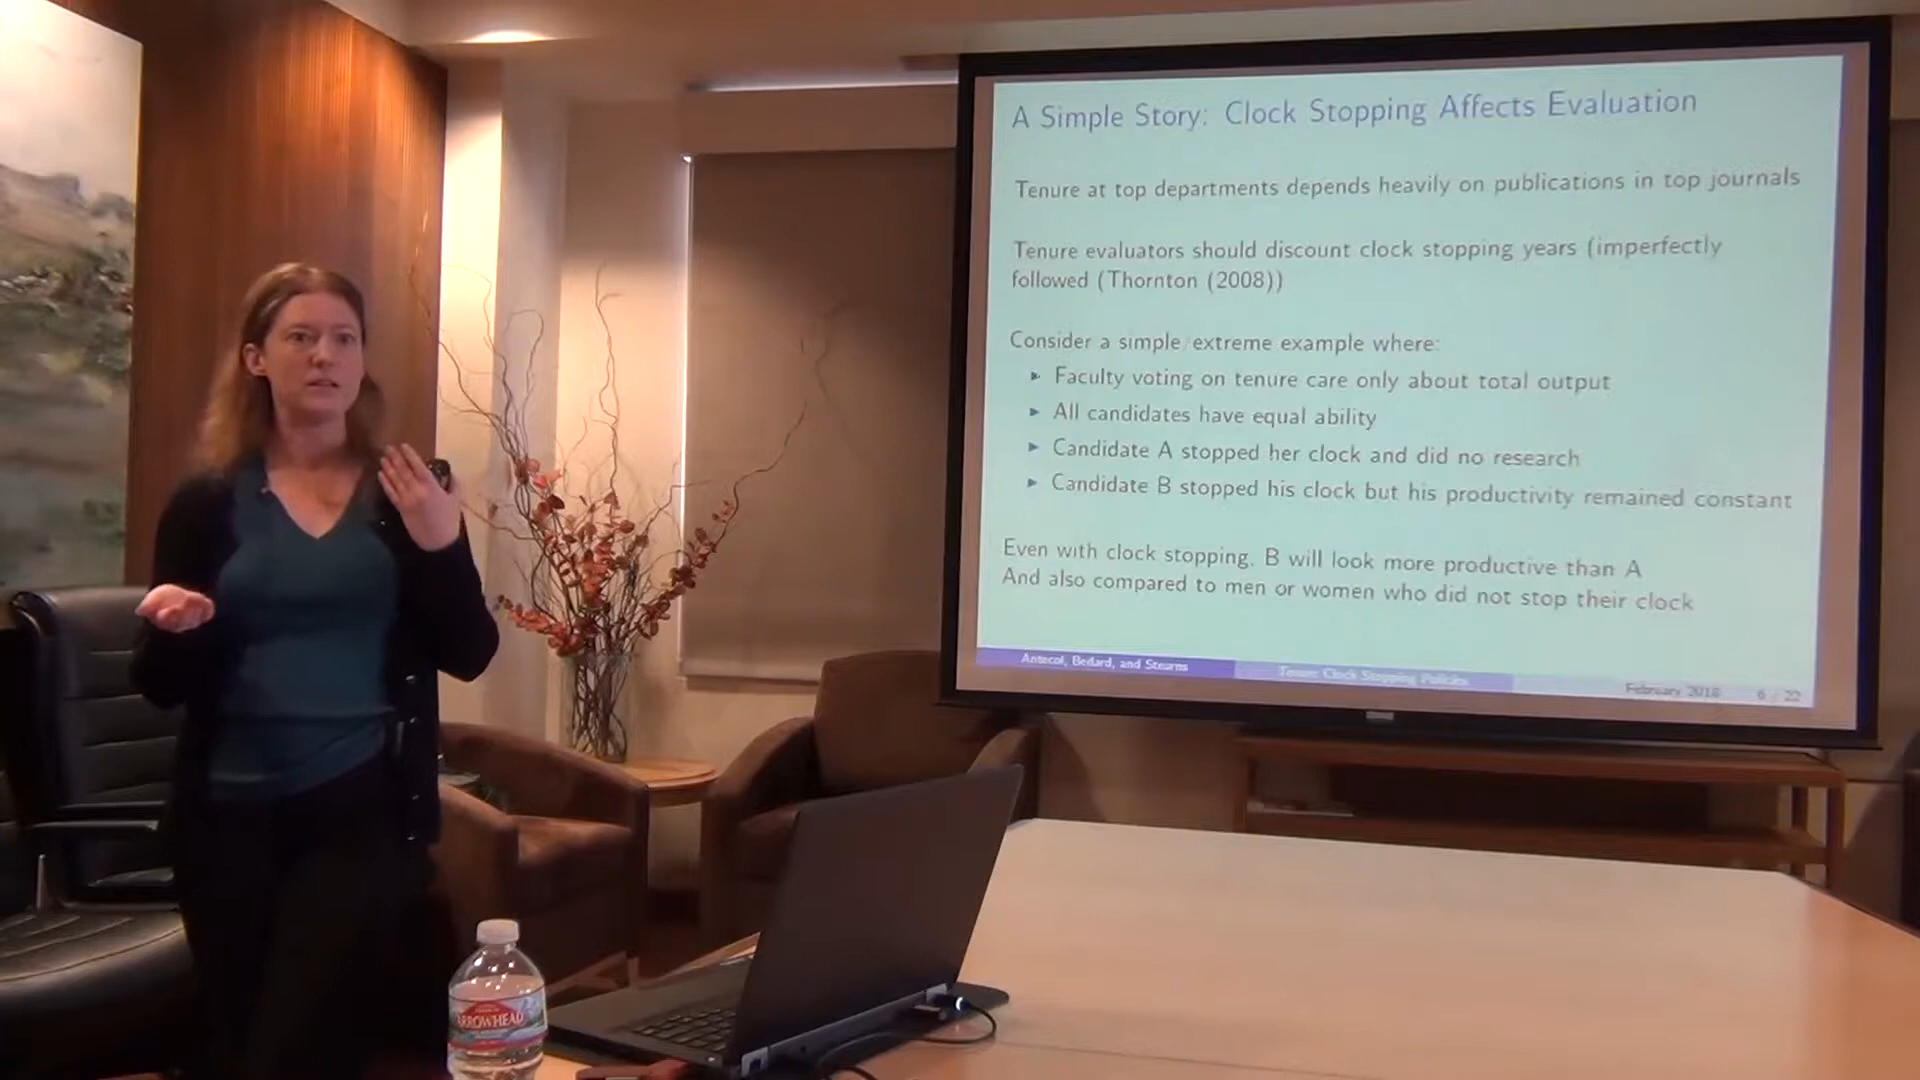 A Simple Story: Clock Stopping Affects Evaluation
Tenure at top departments depends heavily on publications in top journals
Tenure evaluators should discount clock stopping years (imperfectly
followed (Thornton (2008))
Consider a simple extreme example where:
Faculty voting on tenure care only about total output
All candidates have equal ability
Candidate A stopped her clock and did no research
Candidate B stopped his clock but his productivity remained constant
Even with clock stopping, B will look more productive than A
And also compared to men or women who did not stop their clock
Antecol, Bedard, and Stearns
Tenure Clock Stopping Policies
February 2018
6 / 22
ARROWHEAD